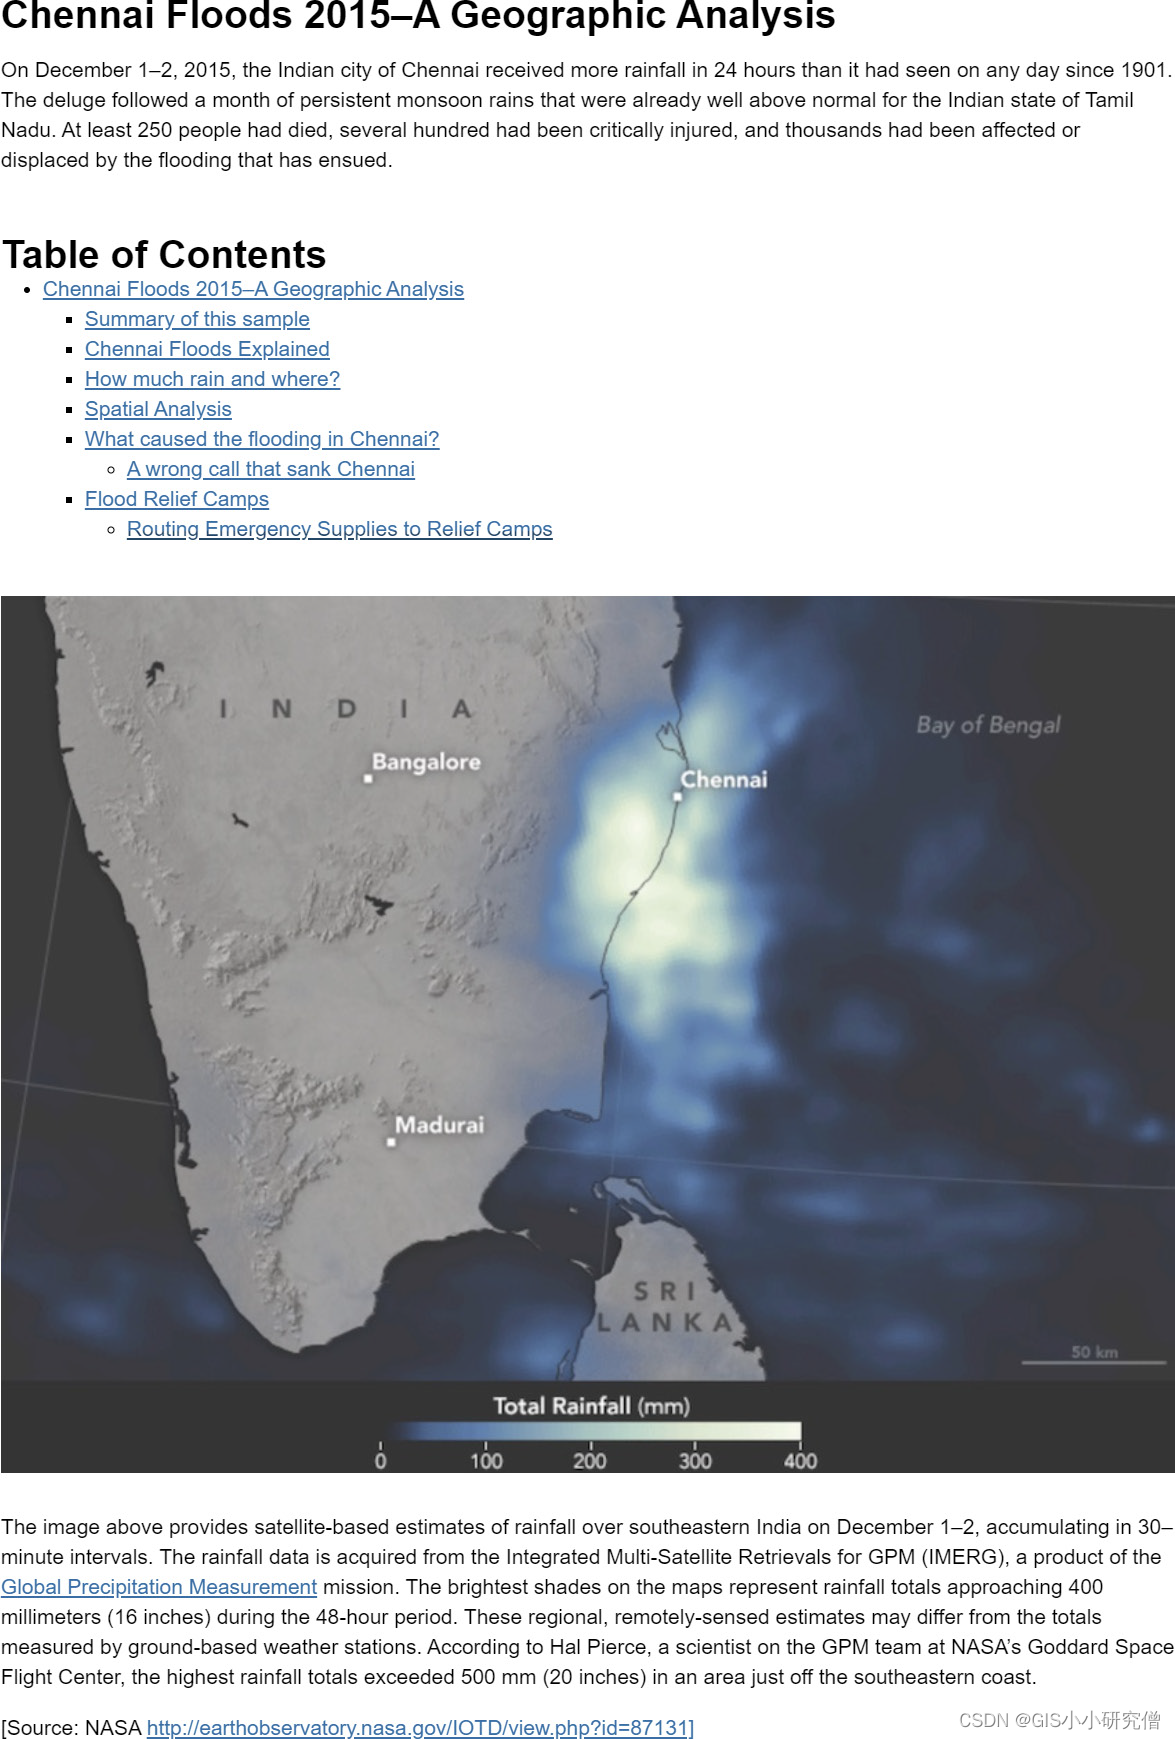 Chennai Floods 2015–A Geographic Analysis
On December 1–2, 2015, the Indian city of Chennai received more rainfall in 24 hours than it had seen on any day since 1901.
The deluge followed a month of persistent monsoon rains that were already well above normal for the Indian state of Tamil
Nadu. At least 250 people had died, several hundred had been critically injured, and thousands had been affected or
displaced by the flooding that has ensued.
Table of Contents
Chennai Floods 2015–A Geographic Analysis
Summary of this sample
Chennai Floods Explained
How much rain and where?
Spatial Analysis
What caused the flooding in Chennai?
A wrong call that sank Chennai
Flood Relief Camps
Routing Emergency Supplies to Relief Camps
INDIA
Bay of Bengal
Bangalore
Chennai
Madurai
SRI
LANKA
50 km
Total Rainfall (mm)
0 100 200 300 400
The image above provides satellite-based estimates of rainfall over southeastern India on December 1–2, accumulating in 30–
minute intervals. The rainfall data is acquired from the Integrated Multi-Satellite Retrievals for GPM (IMERG), a product of the
Global Precipitation Measurement mission. The brightest shades on the maps represent rainfall totals approaching 400
millimeters (16 inches) during the 48-hour period. These regional, remotely-sensed estimates may differ from the totals
measured by ground-based weather stations. According to Hal Pierce, a scientist on the GPM team at NASA's Goddard Space
Flight Center, the highest rainfall totals exceeded 500 mm (20 inches) in an area just off the southeastern coast.
[Source: NASA http://earthobservatory.nasa.gov/IOTD/view.php?id=87131]
CSDN @GIS小小研究僧